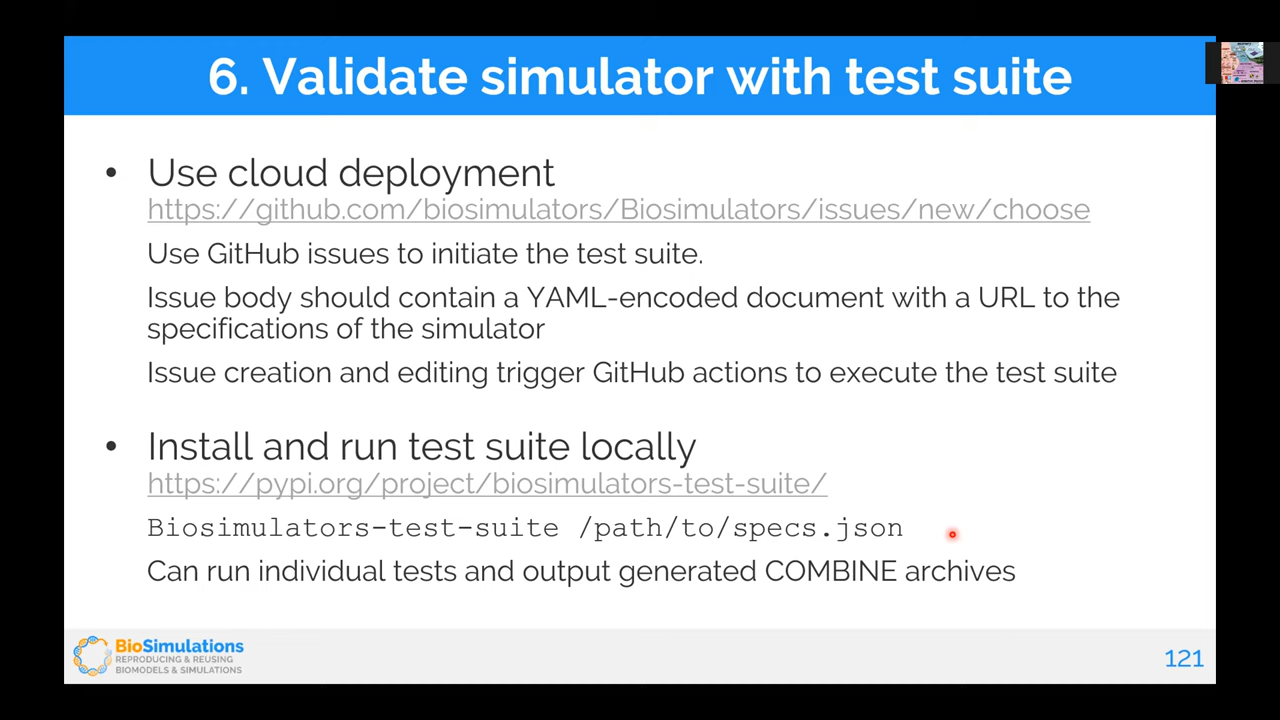 6. Validate simulator with test suite
• Use cloud deployment
https://github.com/biosimulators/Biosimulators/issues/new/choose
Use GitHub issues to initiate the test suite.
Issue body should contain a YAML-encoded document with a URL to the
specifications of the simulator
Issue creation and editing trigger GitHub actions to execute the test suite
• Install and run test suite locally
https://pypi.org/project/biosimulators-test-suite/
Biosimulators-test-suite /path/to/specs.json
Can run individual tests and output generated COMBINE archives
BioSimulations
REPRODUCING & REUSING
BIOMODELS & SIMULATIONS
121